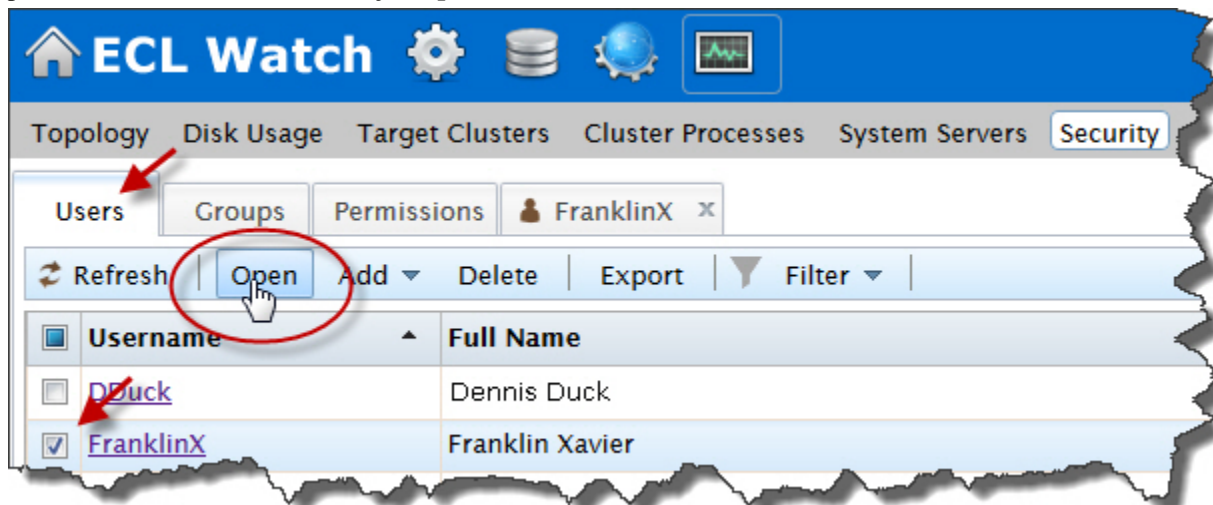 ECL Watch
Topology Disk Usage Target Clusters Cluster Processes System Servers Security
Users Groups Permissions FranklinX x
Refresh Open Add Delete Export Filter
Username Full Name
DDuck Dennis Duck
FranklinX Franklin Xavier